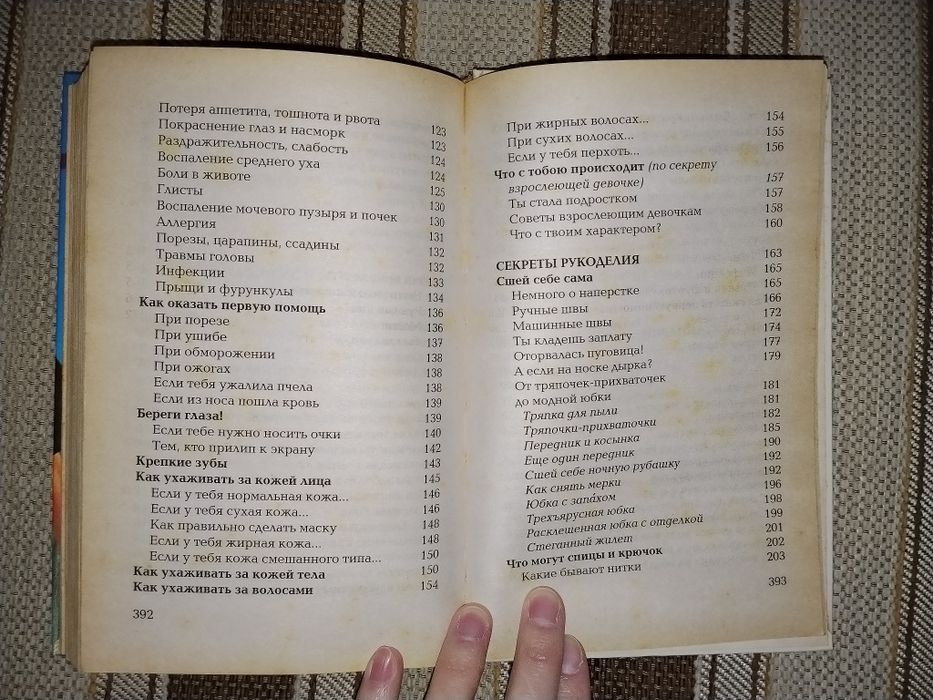 Потеря аппетита, тошнота и рвота 123
Покраснение глаз и насморк 123
Раздражительность, слабость 124
Воспаление среднего уха 124
Боли в животе 125
Глисты 130
Воспаление мочевого пузыря и почек 130
Аллергия 131
Порезы, царапины, ссадины 132
Травмы головы 132
Инфекции 133
Прыщи и фурункулы 134
Как оказать первую помощь 136
При порезе 136
При ушибе 137
При обморожении 138
При ожогах 138
Если тебя ужалила пчела 138
Если из носа пошла кровь 139
Береги глаза! 139
Если тебе нужно носить очки 140
Тем, кто прилип к экрану 142
Крепкие зубы 143
Как ухаживать за кожей лица 145
Если у тебя нормальная кожа... 146
Если у тебя сухая кожа... 146
Как правильно сделать маску 148
Если у тебя жирная кожа... 148
Если у тебя кожа смешанного типа... 150
Как ухаживать за кожей тела 150
Как ухаживать за волосами 154
392
При жирных волосах... 154
При сухих волосах... 155
Если у тебя перхоть... 156
Что с тобою происходит (по секрету
взрослеющей девочке) 157
Ты стала подростком 157
Советы взрослеющим девочкам 158
Что с твоим характером? 160
СЕКРЕТЫ РУКОДЕЛИЯ 163
Сшей себе сама 165
Немного о наперстке 165
Ручные швы 166
Машинные швы 172
Ты кладешь заплату 174
Оторвалась пуговица! 177
А если на носке дырка? 179
От тряпочек-прихваточек
до модной юбки 181
Тряпка для пыли 181
Тряпочки-прихваточки 182
Передник и косынка 185
Еще один передник 190
Сшей себе ночную рубашку 192
Как снять мерки 192
Юбка с запа́хом 196
Трехъярусная юбка 198
Расклешенная юбка с отделкой 199
Стеганный жилет 201
Что могут спицы и крючок 202
Какие бывают нитки 203
393